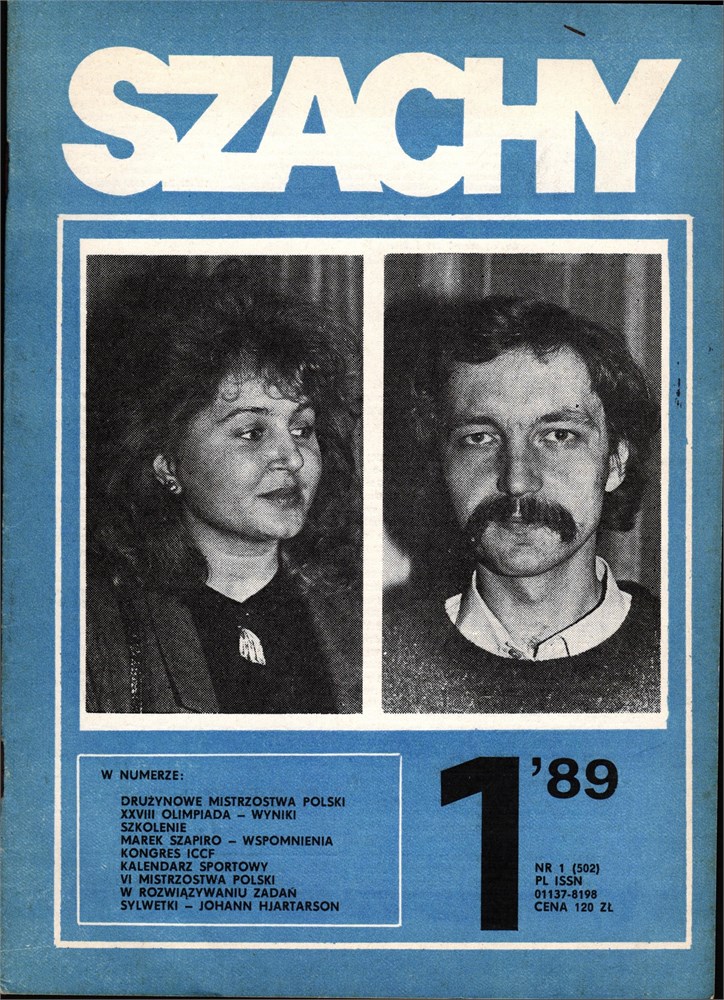 SZACHY
W NUMERZE:
DRUŻYNOWE MISTRZOSTWA POLSKI
XXVIII OLIMPIADA – WYNIKI
SZKOLENIE
MAREK SZAPIRO – WSPOMNIENIA
KONGRES ICCF
KALENDARZ SPORTOWY
VI MISTRZOSTWA POLSKI
W ROZWIĄZYWANIU ZADAŃ
SYLWETKI – JOHANN HJARTARSON
1 '89
NR 1 (502)
PL ISSN
01137-8198
CENA 120 ZŁ